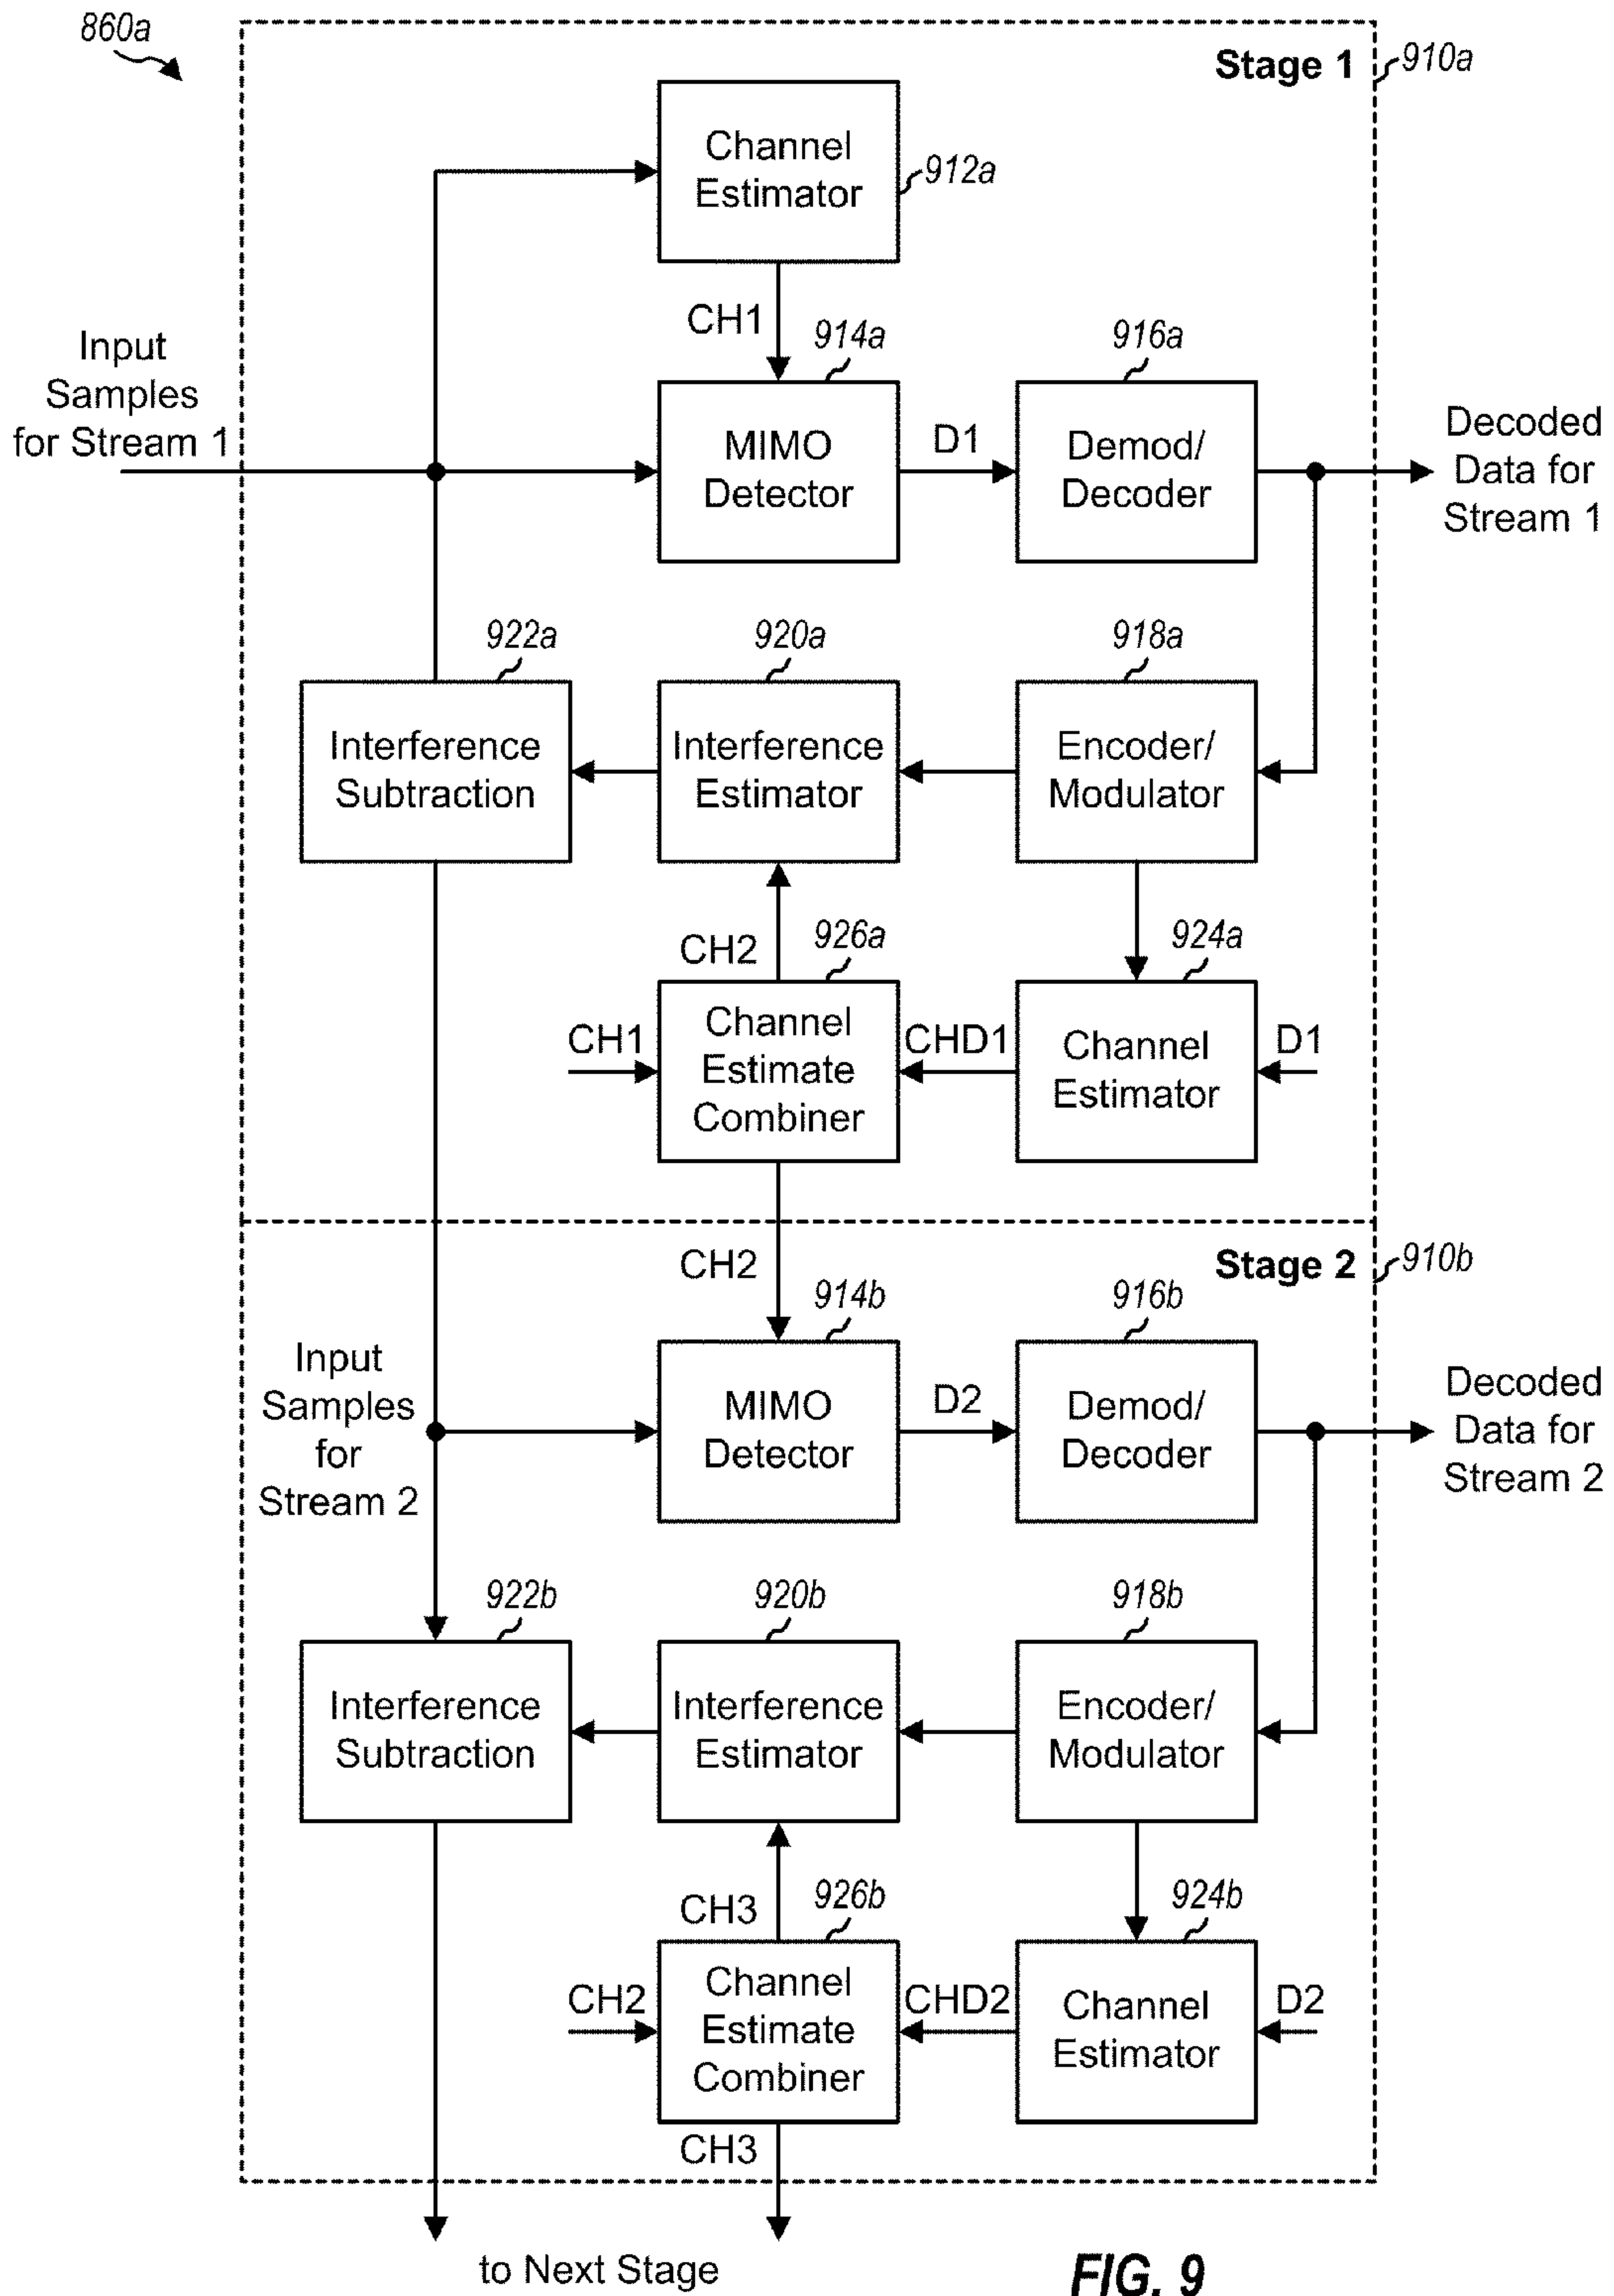 860a
Stage 1
910a
Channel
Estimator
912a
CH1
914a
916a
Input
Samples
for Stream 1
MIMO
Detector
D1
Demod/
Decoder
Decoded
Data for
Stream 1
922a
920a
918a
Interference
Subtraction
Interference
Estimator
Encoder/
Modulator
CH2
926a
924a
CH1
Channel
Estimate
Combiner
CHD1
Channel
Estimator
D1
CH2
Stage 2
910b
914b
916b
Input
Samples
for
Stream 2
MIMO
Detector
D2
Demod/
Decoder
Decoded
Data for
Stream 2
922b
920b
918b
Interference
Subtraction
Interference
Estimator
Encoder/
Modulator
CH3
926b
924b
CH2
Channel
Estimate
Combiner
CHD2
Channel
Estimator
D2
CH3
to Next Stage
FIG. 9